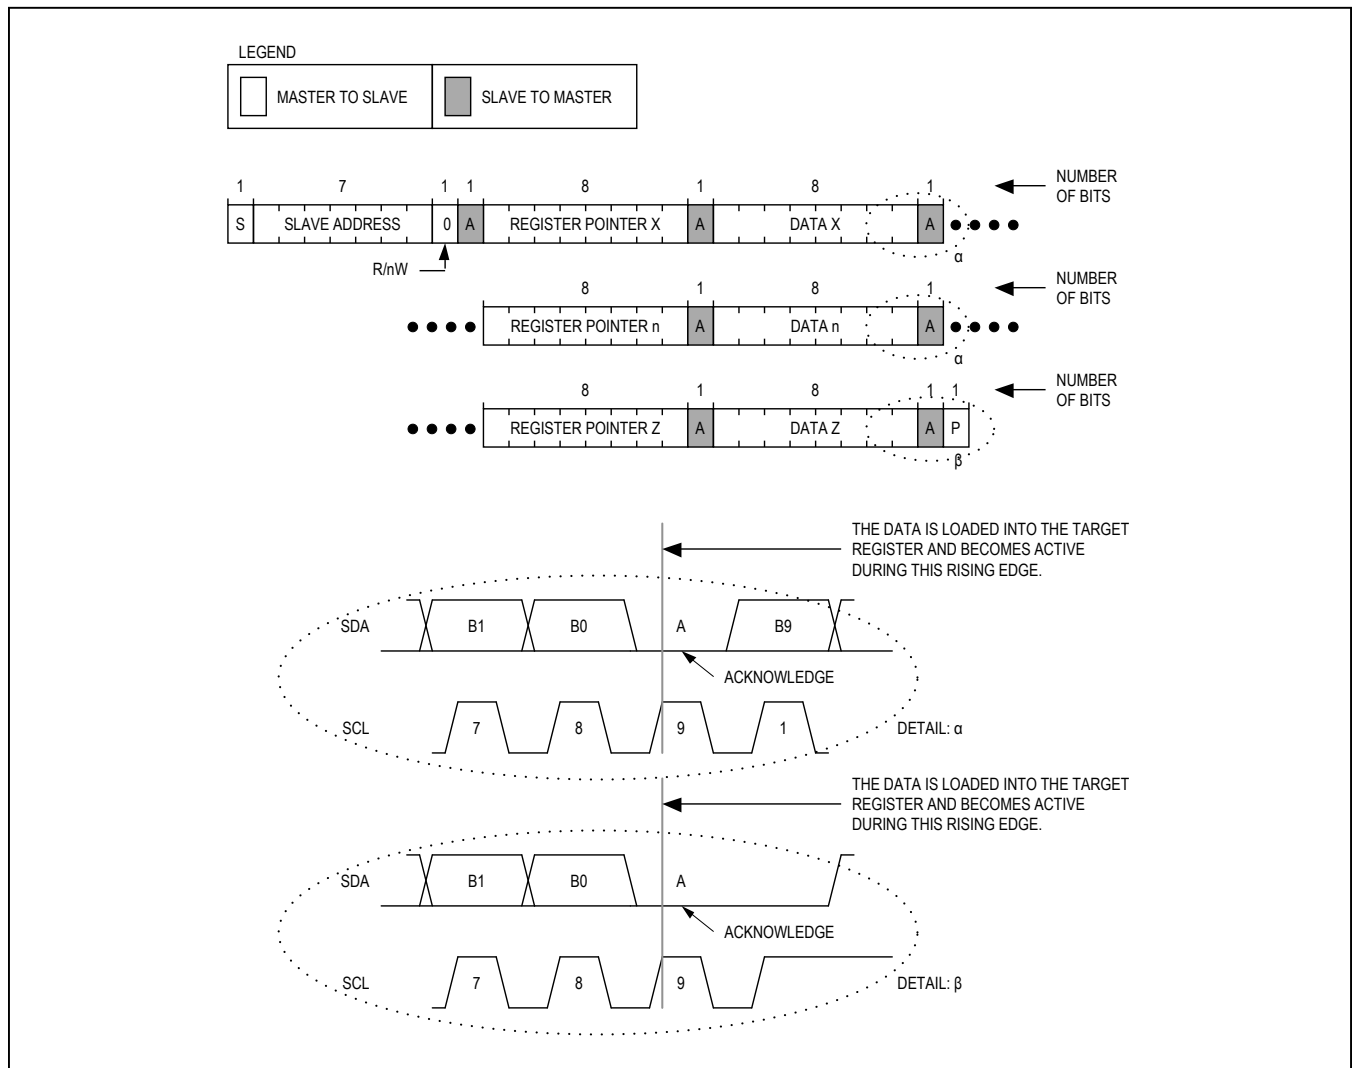 LEGEND
MASTER TO SLAVE
SLAVE TO MASTER
1 7 1 1 8 1 8 1
NUMBER
OF BITS
S SLAVE ADDRESS 0 A REGISTER POINTER X A DATA X A
α
R/nW
8 1 8 1
NUMBER
OF BITS
REGISTER POINTER n A DATA n A
α
8 1 8 1 1
NUMBER
OF BITS
REGISTER POINTER Z A DATA Z A P
β
THE DATA IS LOADED INTO THE TARGET
REGISTER AND BECOMES ACTIVE
DURING THIS RISING EDGE.
SDA B1 B0 A B9
ACKNOWLEDGE
SCL 7 8 9 1 DETAIL: α
THE DATA IS LOADED INTO THE TARGET
REGISTER AND BECOMES ACTIVE
DURING THIS RISING EDGE.
SDA B1 B0 A
ACKNOWLEDGE
SCL 7 8 9 DETAIL: β